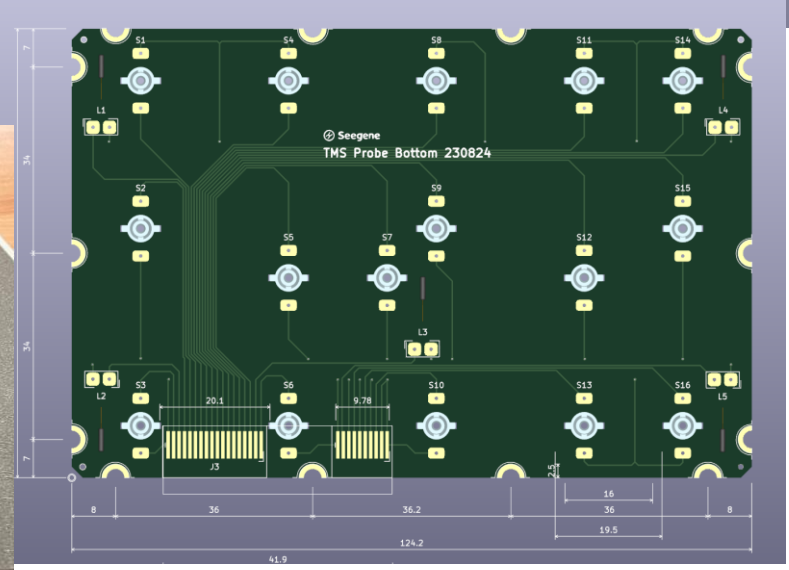 S1
S4
S8
S11
S14
7
L1
L4
Seegene
TMS Probe Bottom 230824
34
S2
S9
S15
S5
S7
S12
L3
34
L2
L5
S3
S6
S10
S13
S16
20.1
9.78
J3
7
2.5
16
8
36
36.2
36
8
19.5
124.2
41.9